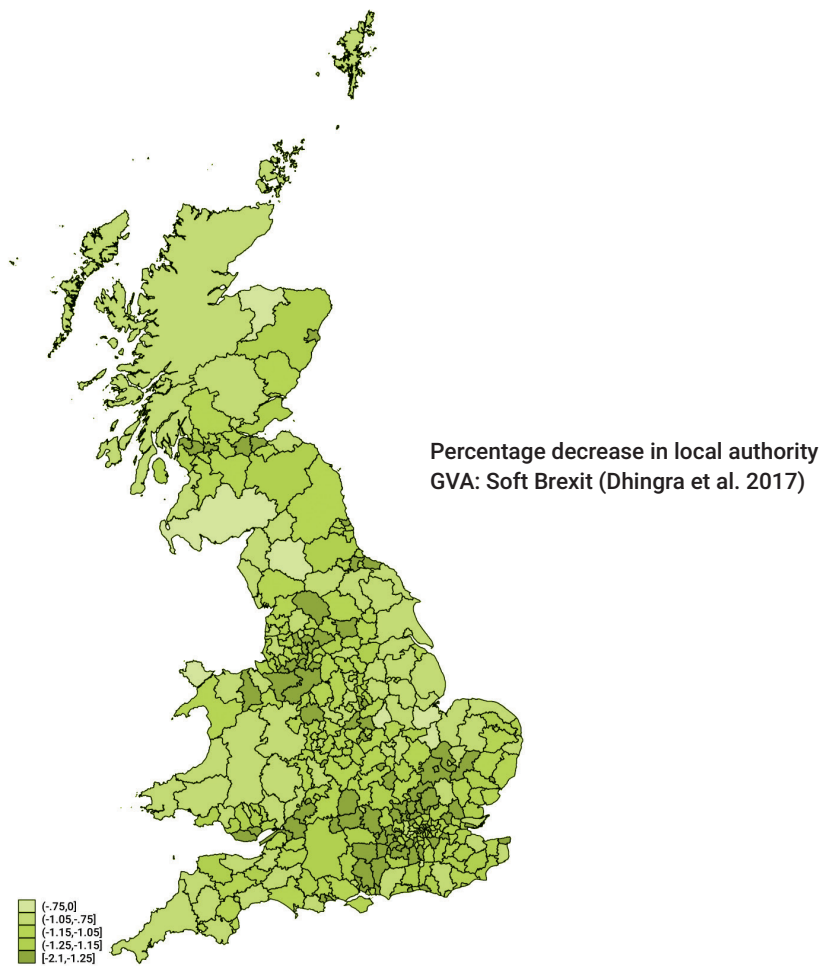 Percentage decrease in local authority
GVA: Soft Brexit (Dhingra et al. 2017)
(-.75,0]
(-1.05,-.75]
(-1.15,-1.05]
(-1.25,-1.15]
[-2.1,-1.25]